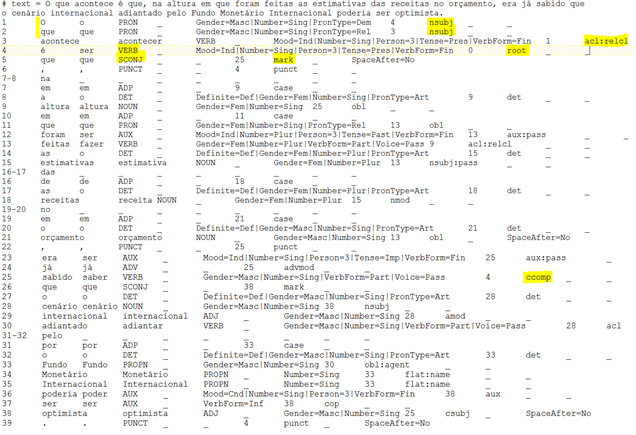 # text = O que acontece é que, na altura em que foram feitas as estimativas das receitas no orçamento, era já sabido que
o cenário internacional adiantado pelo Fundo Monetário Internacional poderia ser optimista.
1 O o PRON _ Gender=Masc|Number=Sing|PronType=Dem 4 nsubj _ _
2 que que PRON _ Gender=Masc|Number=Sing|PronType=Rel 3 nsubj _ _
3 acontece acontecer VERB _ Mood=Ind|Number=Sing|Person=3|Tense=Pres|VerbForm=Fin 1 acl:relcl _ _
4 é ser VERB _ Mood=Ind|Number=Sing|Person=3|Tense=Pres|VerbForm=Fin 0 root _ _
5 que que SCONJ _ _ 25 mark _ SpaceAfter=No
6 , , PUNCT _ _ 4 punct _ _
7-8 na _ _ _ _ _ _ _ _
7 em em ADP _ _ 9 case _ _
8 a o DET _ Definite=Def|Gender=Fem|Number=Sing|PronType=Art 9 det _ _
9 altura altura NOUN _ Gender=Fem|Number=Sing 25 obl _ _
10 em em ADP _ _ 11 case _ _
11 que que PRON _ Gender=Fem|Number=Sing|PronType=Rel 13 obl _ _
12 foram ser AUX _ Mood=Ind|Number=Plur|Person=3|Tense=Past|VerbForm=Fin 13 aux:pass _ _
13 feitas fazer VERB _ Gender=Fem|Number=Plur|VerbForm=Part|Voice=Pass 9 acl:relcl _ _
14 as o DET _ Definite=Def|Gender=Fem|Number=Plur|PronType=Art 15 det _ _
15 estimativas estimativa NOUN _ Gender=Fem|Number=Plur 13 nsubj:pass _ _
16-17 das _ _ _ _ _ _ _ _
16 de de ADP _ _ 18 case _ _
17 as o DET _ Definite=Def|Gender=Fem|Number=Plur|PronType=Art 18 det _ _
18 receitas receita NOUN _ Gender=Fem|Number=Plur 15 nmod _ _
19-20 no _ _ _ _ _ _ _ _
19 em em ADP _ _ 21 case _ _
20 o o DET _ Definite=Def|Gender=Masc|Number=Sing|PronType=Art 21 det _ _
21 orçamento orçamento NOUN _ Gender=Masc|Number=Sing 13 obl _ SpaceAfter=No
22 , , PUNCT _ _ 25 punct _ _
23 era ser AUX _ Mood=Ind|Number=Sing|Person=3|Tense=Imp|VerbForm=Fin 25 aux:pass _ _
24 já já ADV _ _ 25 advmod _ _
25 sabido saber VERB _ Gender=Masc|Number=Sing|VerbForm=Part|Voice=Pass 4 ccomp _ _
26 que que SCONJ _ _ 38 mark _ _
27 o o DET _ Definite=Def|Gender=Masc|Number=Sing|PronType=Art 28 det _ _
28 cenário cenário NOUN _ Gender=Masc|Number=Sing 38 nsubj _ _
29 internacional internacional ADJ _ Gender=Masc|Number=Sing 28 amod _ _
30 adiantado adiantar VERB _ Gender=Masc|Number=Sing|VerbForm=Part|Voice=Pass 28 acl _ _
31-32 pelo _ _ _ _ _ _ _ _
31 por por ADP _ _ 33 case _ _
32 o o DET _ Definite=Def|Gender=Masc|Number=Sing|PronType=Art 33 det _ _
33 Fundo Fundo PROPN _ Gender=Masc|Number=Sing 30 obl:agent _ _
34 Monetário Monetário PROPN _ Number=Sing 33 flat:name _ _
35 Internacional Internacional PROPN _ Number=Sing 33 flat:name _ _
36 poderia poder AUX _ Mood=Cnd|Number=Sing|Person=3|VerbForm=Fin 38 aux _ _
37 ser ser AUX _ VerbForm=Inf 38 cop _ _
38 optimista optimista ADJ _ Gender=Masc|Number=Sing 25 csubj _ SpaceAfter=No
39 . . PUNCT _ _ 4 punct _ SpaceAfter=No